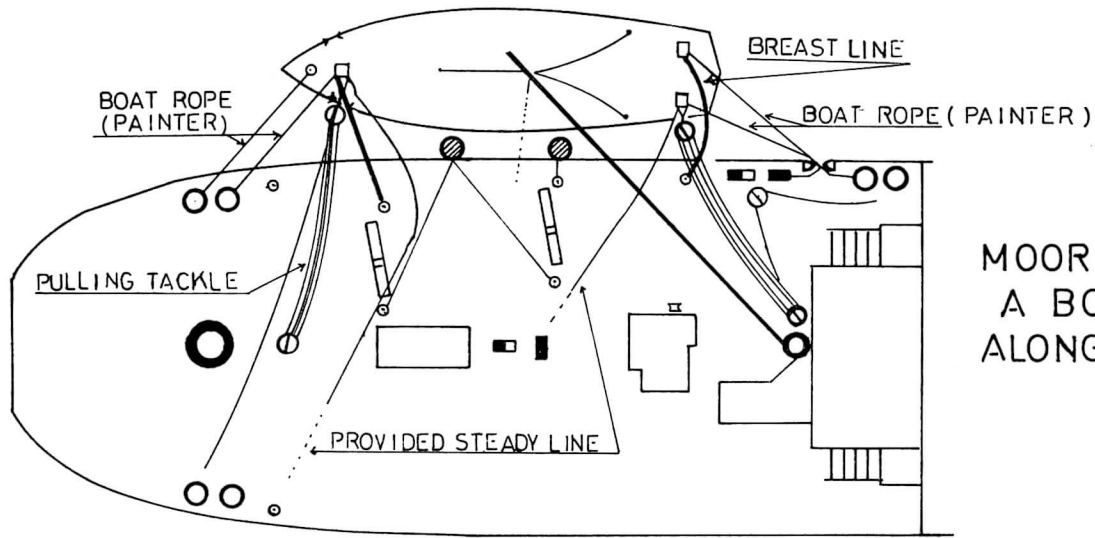 BREAST LINE
BOAT ROPE
(PAINTER)
BOAT ROPE (PAINTER)
PULLING TACKLE
MOOR
A BO
ALONG
PROVIDED STEADY LINE